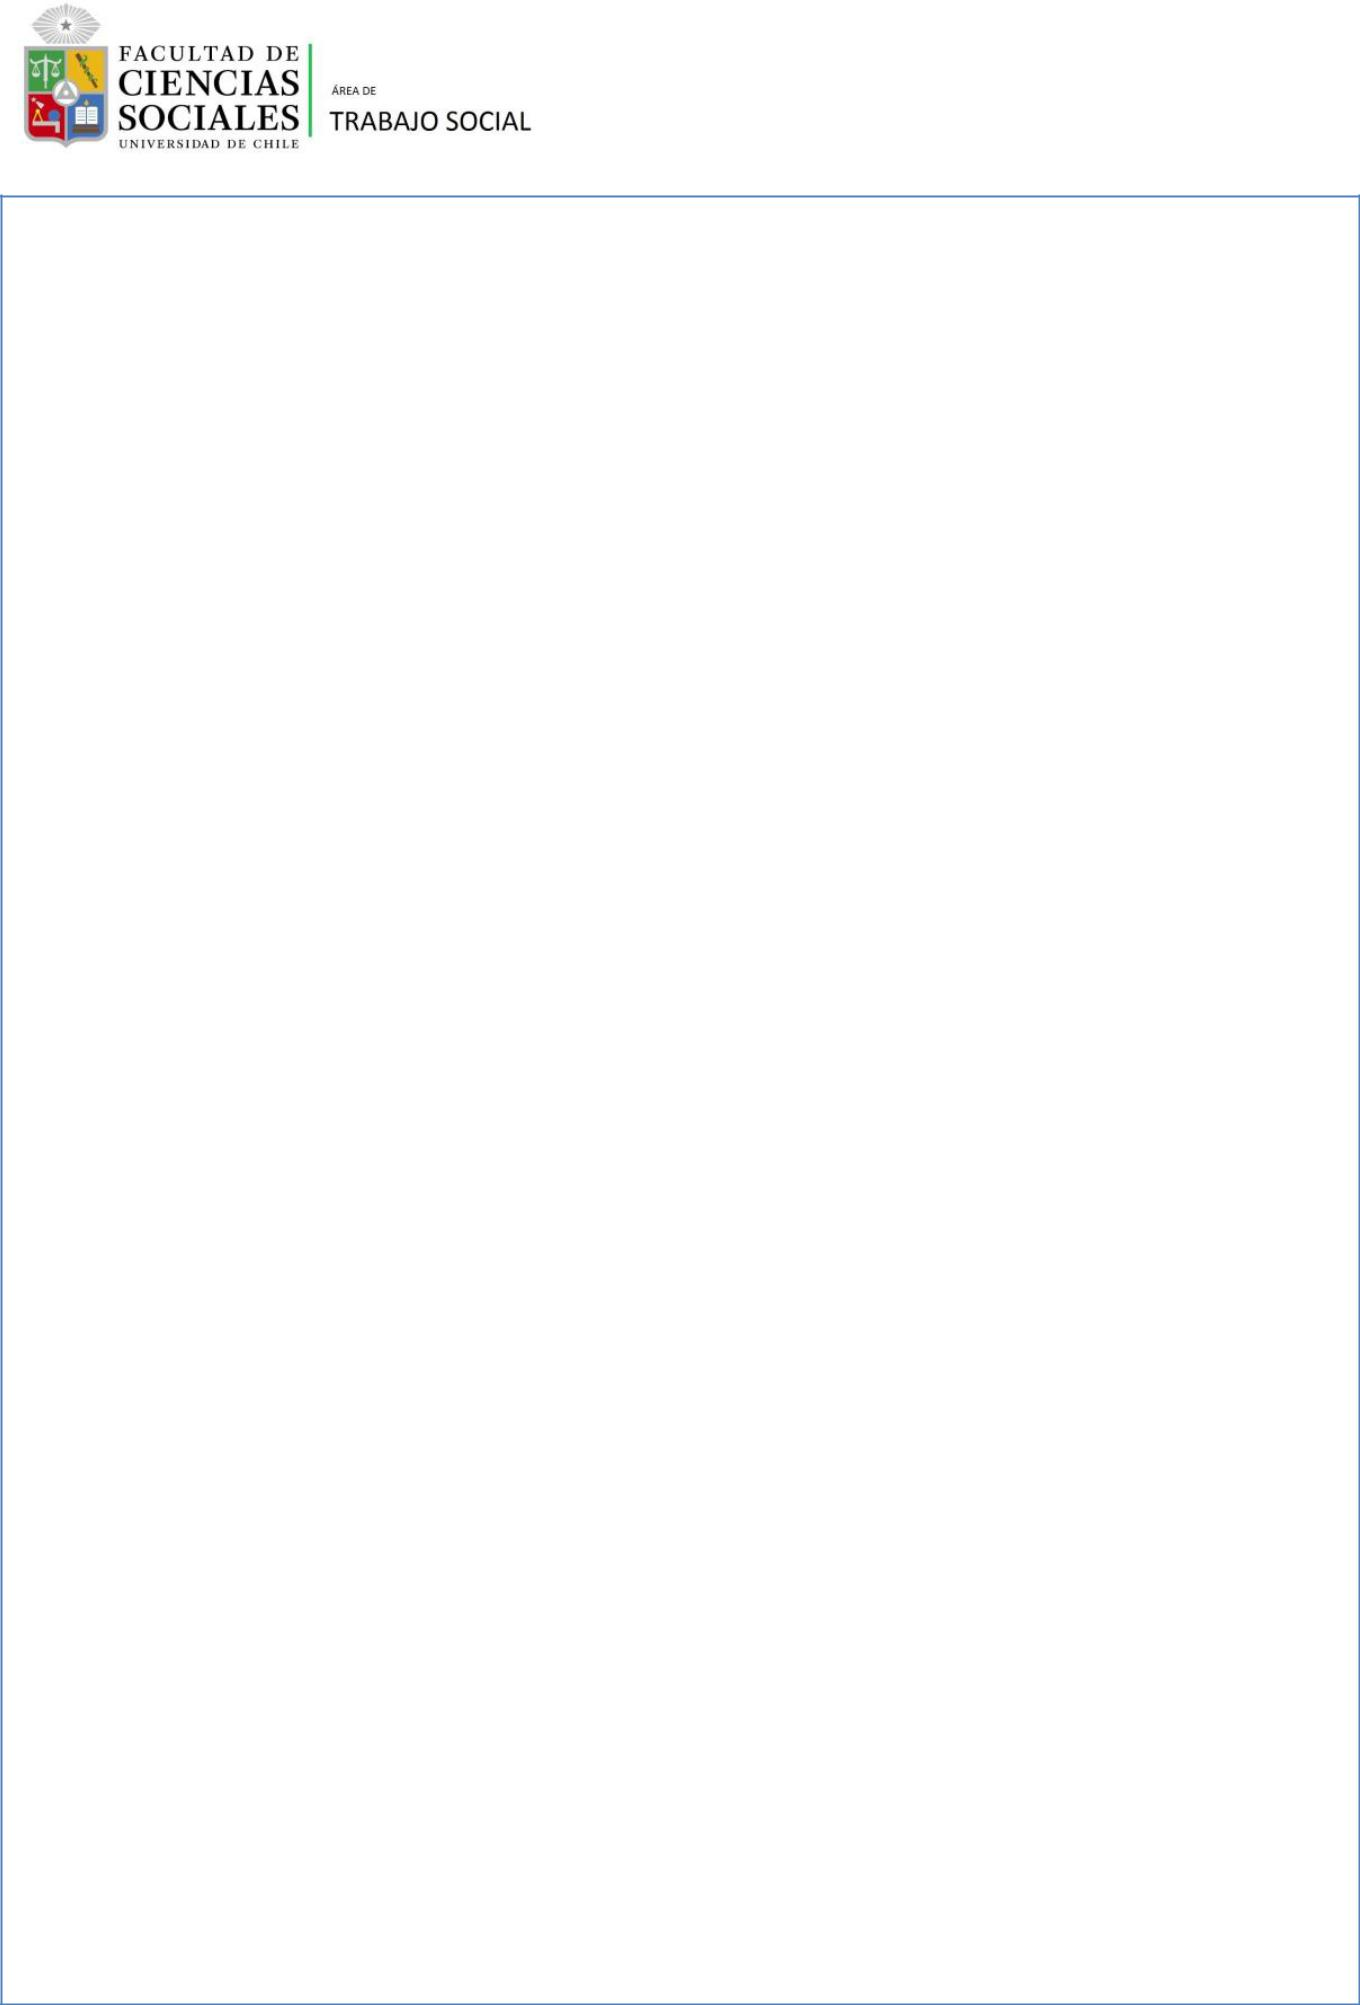 FACULTAD DE
CIENCIAS
SOCIALES
UNIVERSIDAD DE CHILE
ÁREA DE
TRABAJO SOCIAL